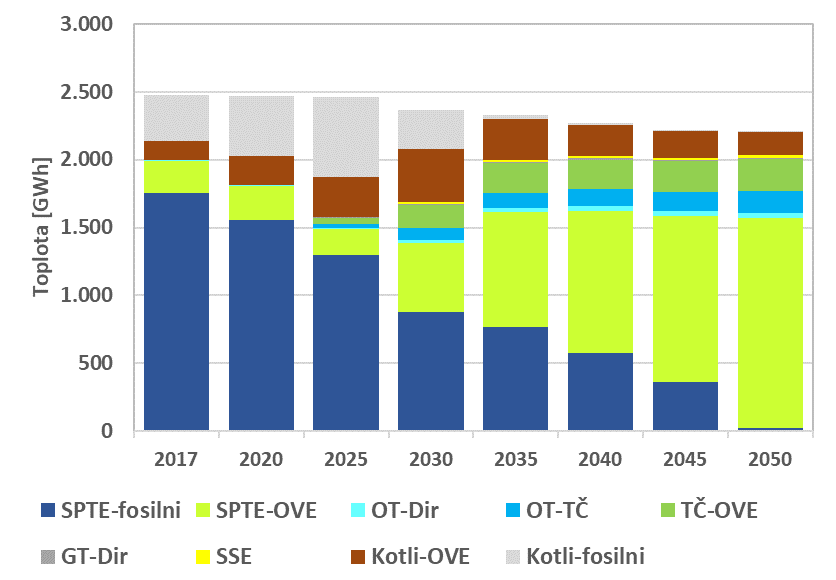 Toplota [GWh]
3.000
2.500
2.000
1.500
1.000
500
0
2017 2020 2025 2030 2035 2040 2045 2050
SPTE-fosilni SPTE-OVE OT-Dir OT-TČ TČ-OVE
GT-Dir SSE Kotli-OVE Kotli-fosilni